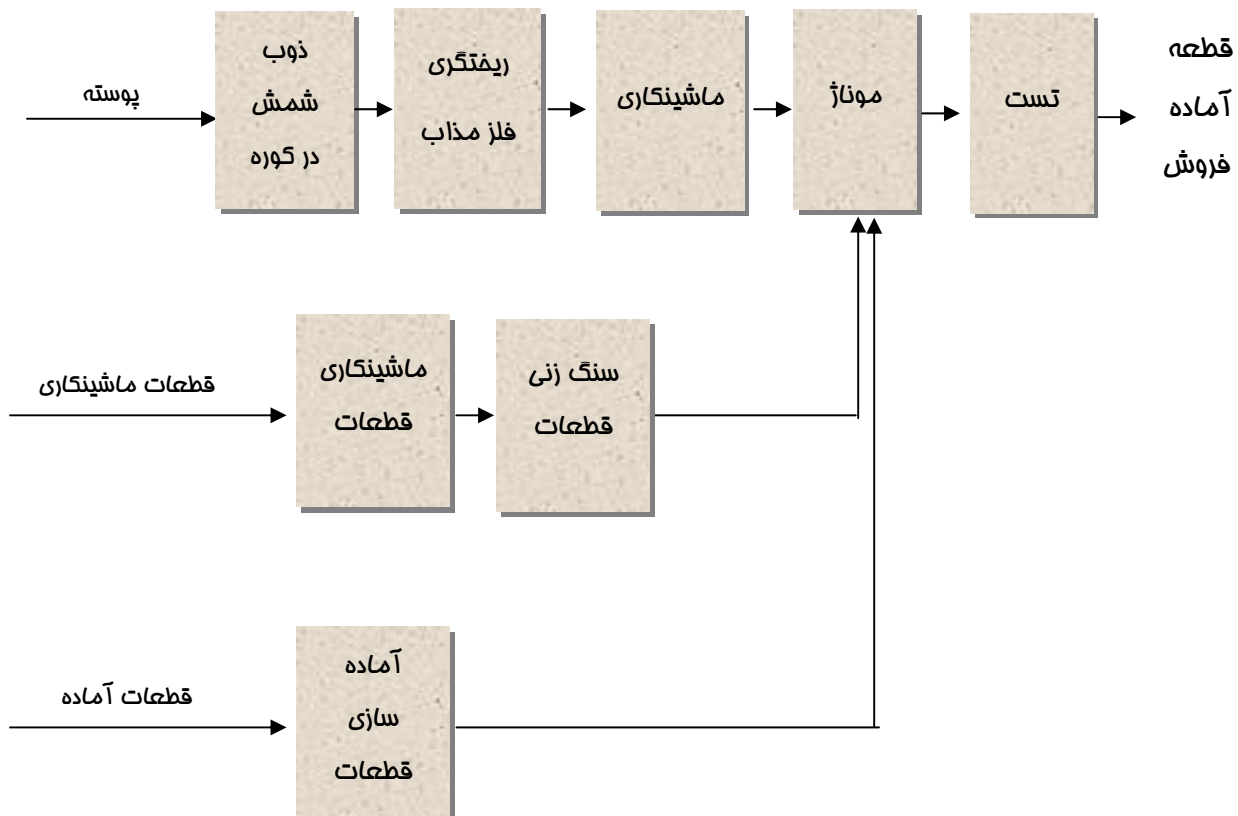 پوسته
ذوب
شمش
در کوره
ریختگری
فلز مذاب
ماشینکاری
موناژ
تست
قطعه
آماده
فروش
قطعات ماشینکاری
ماشینکاری
قطعات
سنگ زنی
قطعات
قطعات آماده
آماده
سازی
قطعات